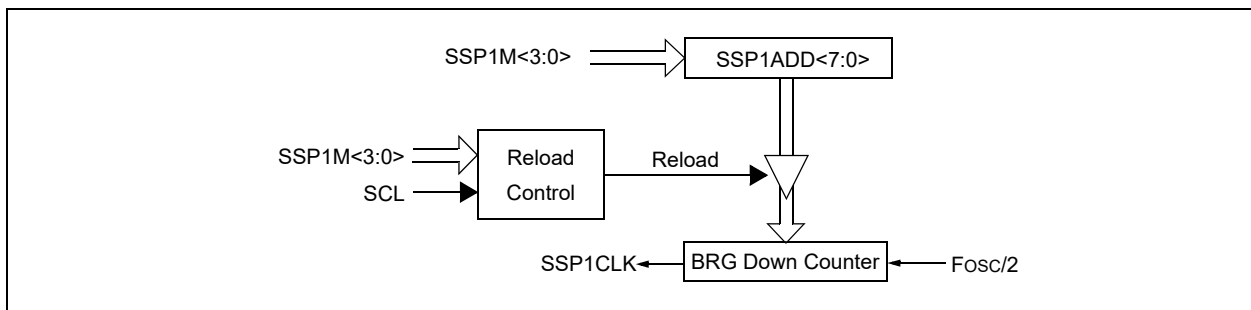 SSP1M<3:0>
SSP1ADD<7:0>
SSP1M<3:0>
Reload
Control
Reload
SCL
SSP1CLK
BRG Down Counter
FOSC/2